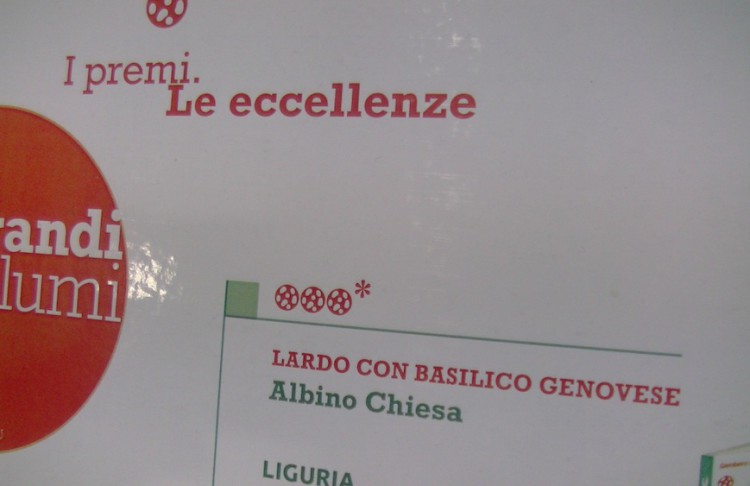 I premi.
Le eccellenze
randi
lumi
*
LARDO CON BASILICO GENOVESE
Albino Chiesa
LIGURIA